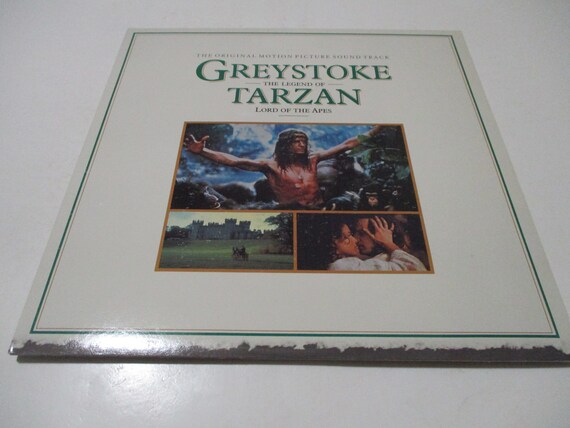 THE ORIGINAL MOTION PICTURE SOUND TRACK
GREYSTOKE
THE LEGEND OF
TARZAN
LORD OF THE APES